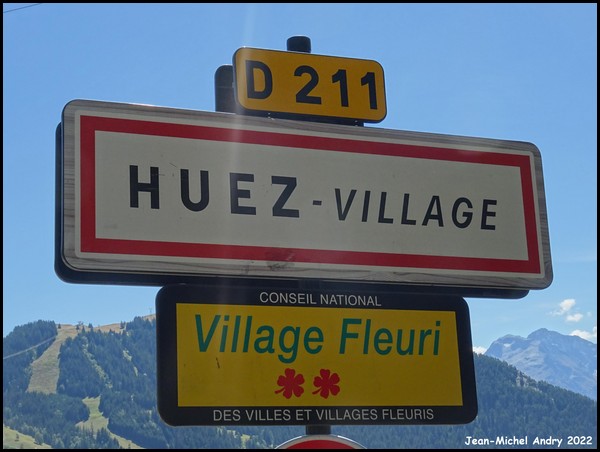 D 211
HUEZ - VILLAGE
CONSEIL NATIONAL
Village Fleuri
DES VILLES ET VILLAGES FLEURIS
Jean-Michel Andry 2022